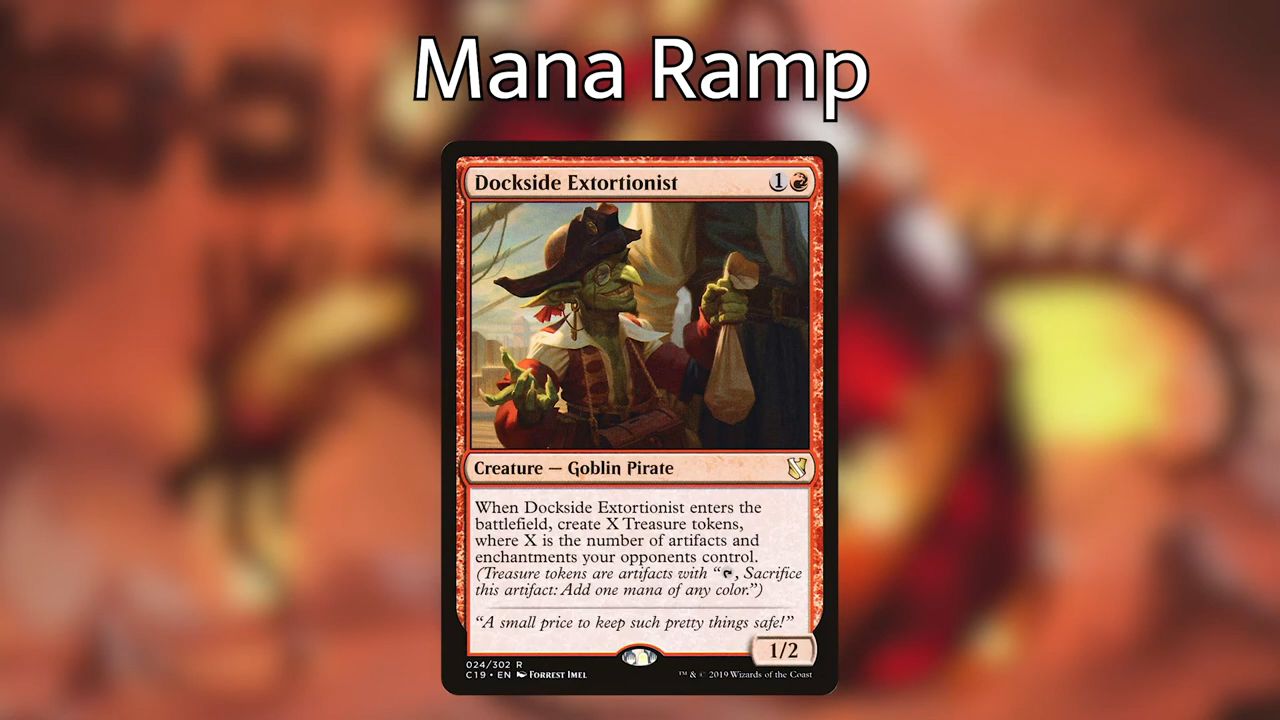 Mana Ramp
Dockside Extortionist 1
Creature — Goblin Pirate
When Dockside Extortionist enters the
battlefield, create X Treasure tokens,
where X is the number of artifacts and
enchantments your opponents control.
(Treasure tokens are artifacts with “, Sacrifice
this artifact: Add one mana of any color.”)
“A small price to keep such pretty things safe!”
1/2
024/302 R
C19 • EN Forrest Imel
™ & © 2019 Wizards of the Coast